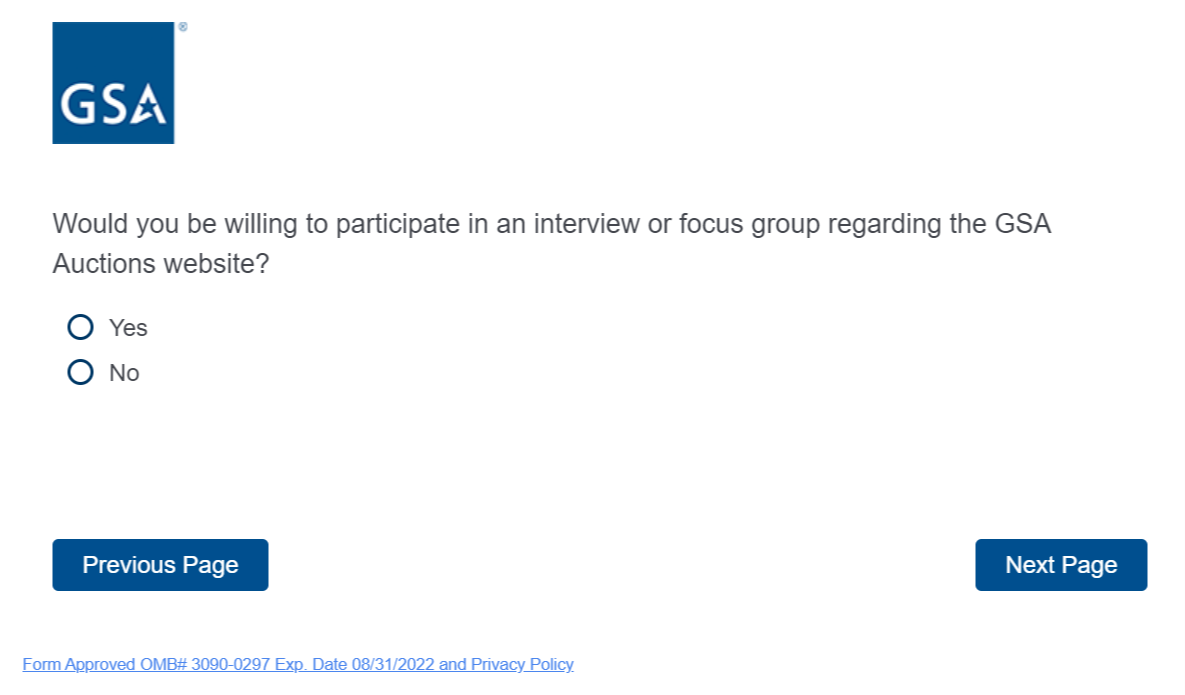 ®
GSA
Would you be willing to participate in an interview or focus group regarding the GSA
Auctions website?
Yes
No
Previous Page
Next Page
Form Approved OMB# 3090-0297 Exp. Date 08/31/2022 and Privacy Policy